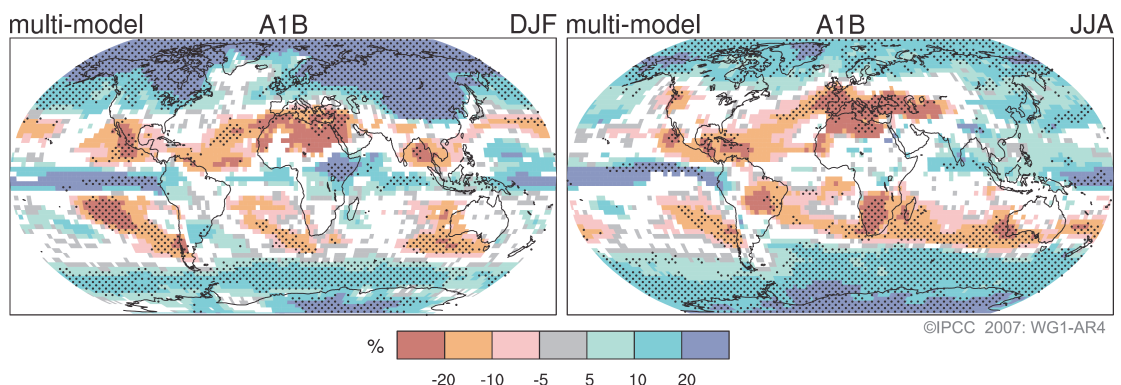 multi-model A1B DJF
multi-model A1B JJA
©IPCC 2007: WG1-AR4
%
-20 -10 -5 5 10 20